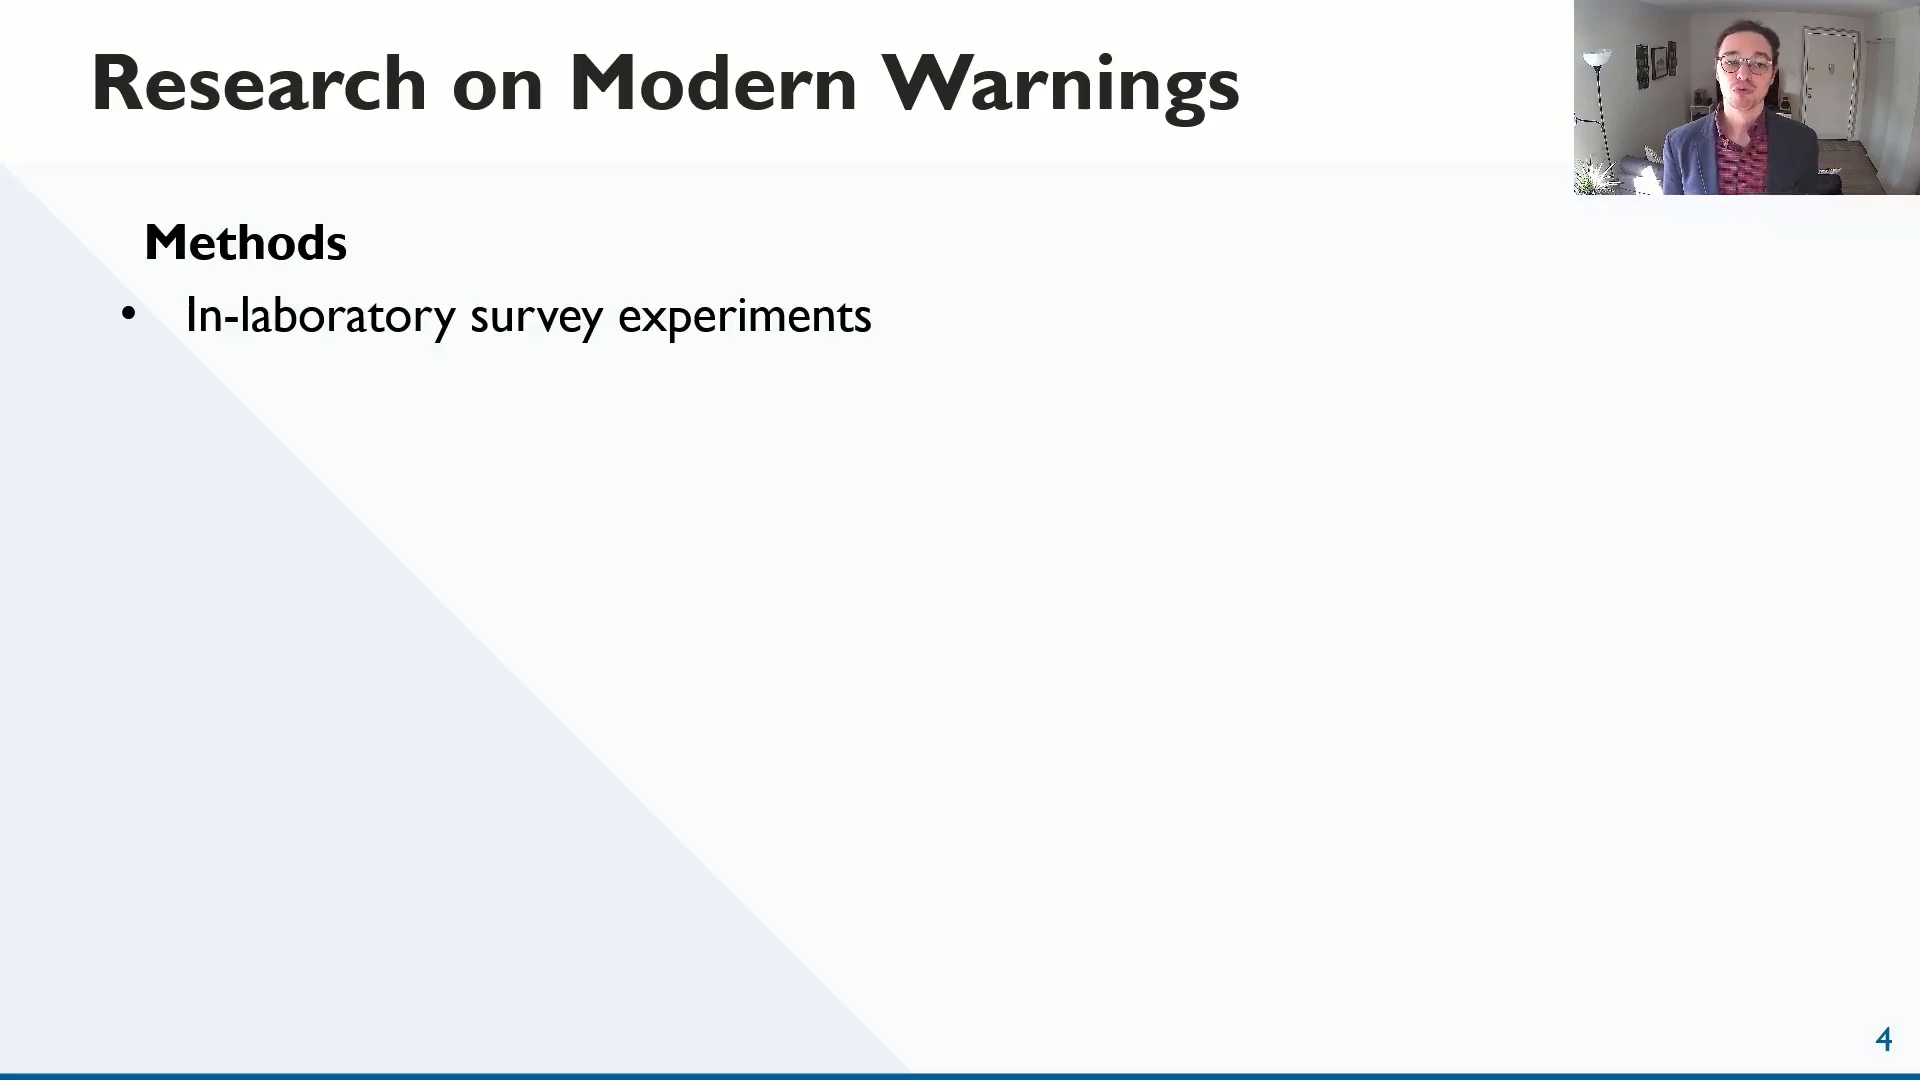 Research on Modern Warnings
Methods
• In-laboratory survey experiments
4